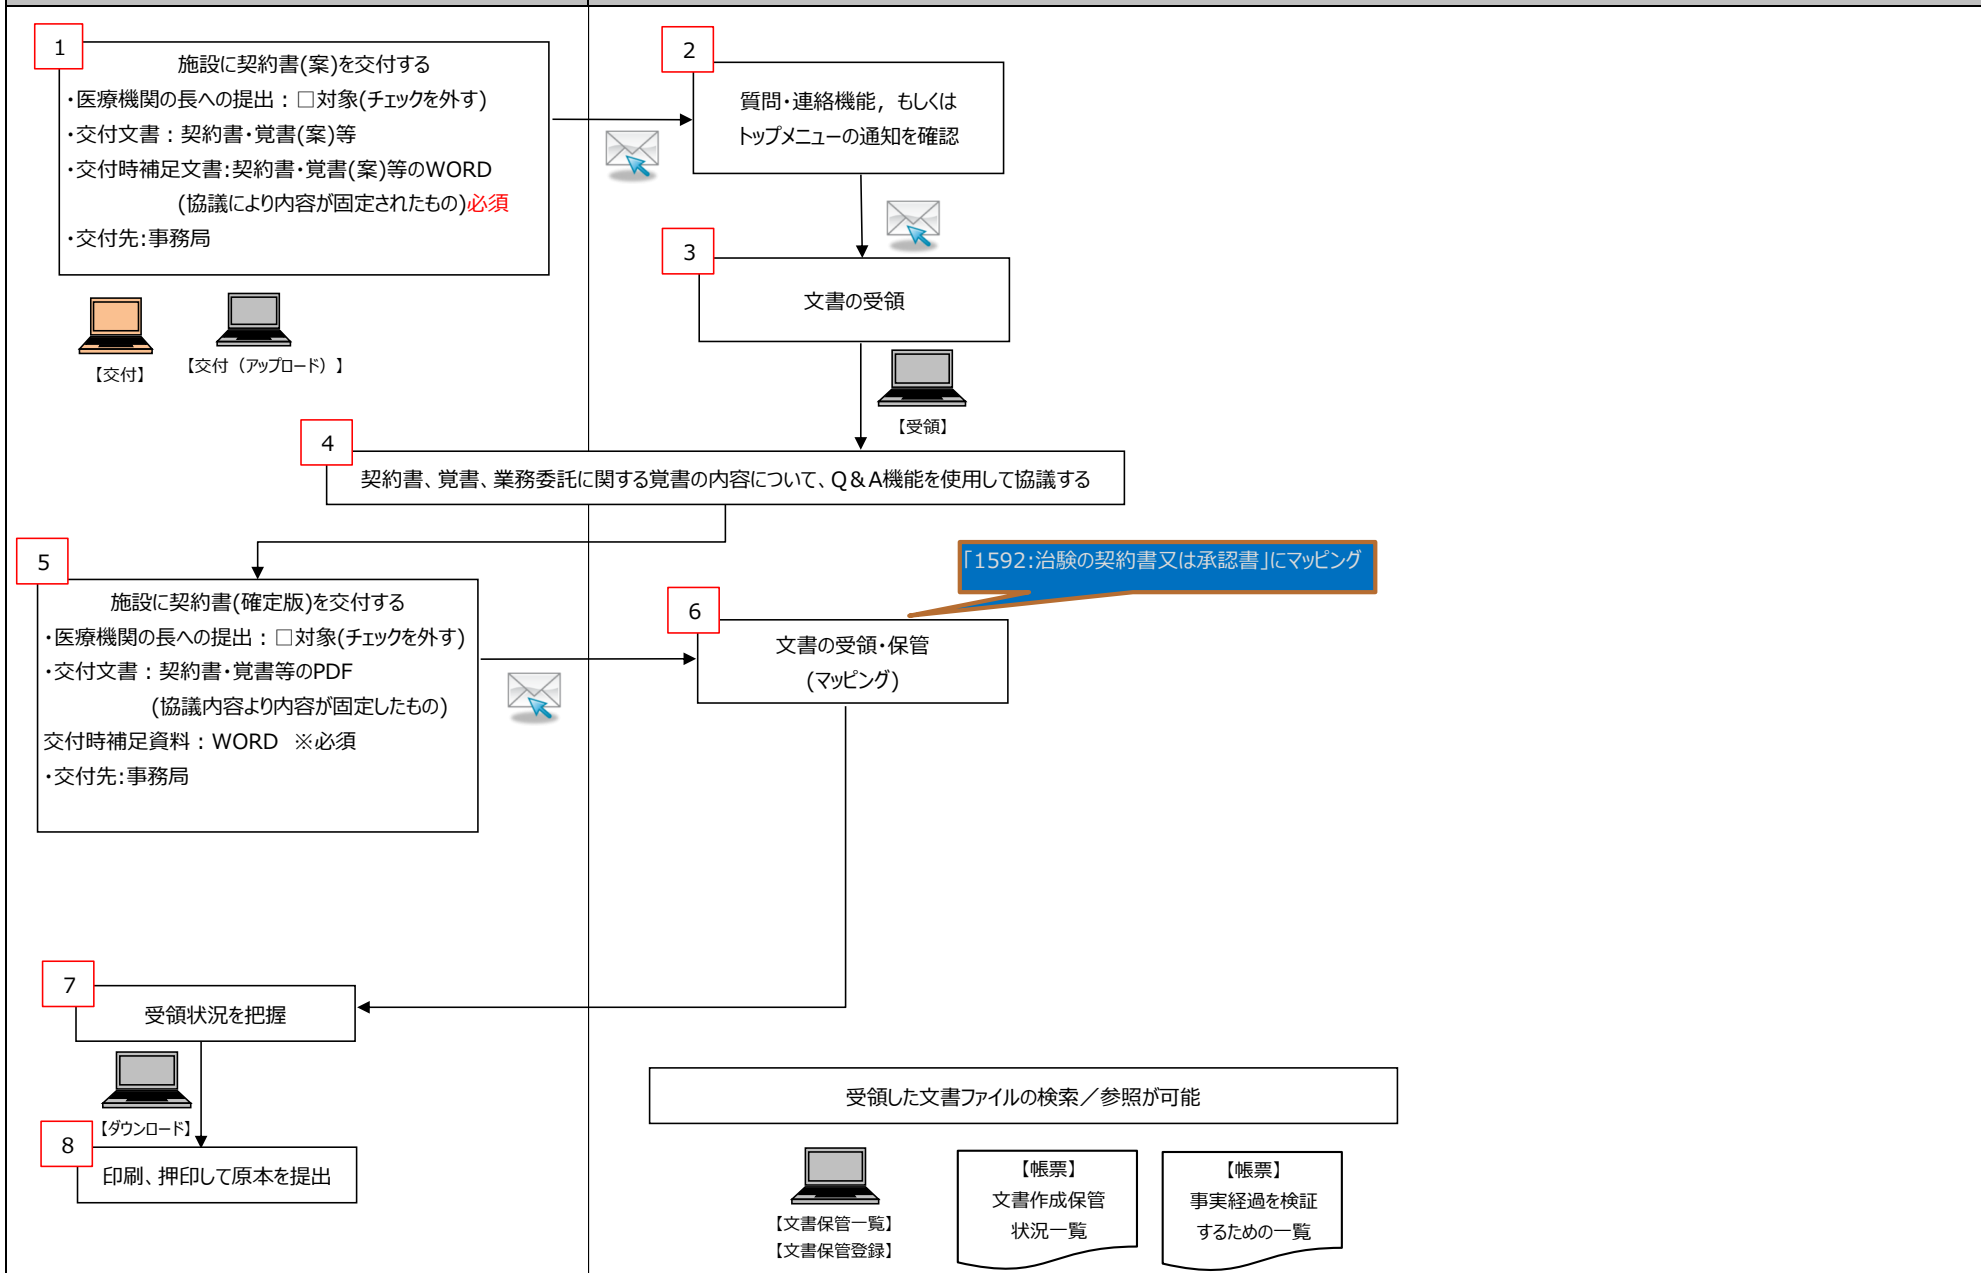 1
施設に契約書(案)を交付する
・医療機関の長への提出：□対象(チェックを外す)
・交付文書：契約書・覚書(案)等
・交付時補足文書:契約書・覚書(案)等のWORD
(協議により内容が固定されたもの)必須
・交付先:事務局
【交付】
【交付（アップロード）】
2
質問・連絡機能，もしくは
トップメニューの通知を確認
3
文書の受領
【受領】
4
契約書、覚書、業務委託に関する覚書の内容について、Q＆A機能を使用して協議する
5
施設に契約書(確定版)を交付する
・医療機関の長への提出：□対象(チェックを外す)
・交付文書：契約書・覚書等のPDF
(協議内容より内容が固定したもの)
交付時補足資料：WORD　※必須
・交付先:事務局
「1592:治験の契約書又は承認書」にマッピング
6
文書の受領・保管
(マッピング)
7
受領状況を把握
【ダウンロード】
8
印刷、押印して原本を提出
受領した文書ファイルの検索／参照が可能
【文書保管一覧】
【文書保管登録】
【帳票】
文書作成保管
状況一覧
【帳票】
事実経過を検証
するための一覧